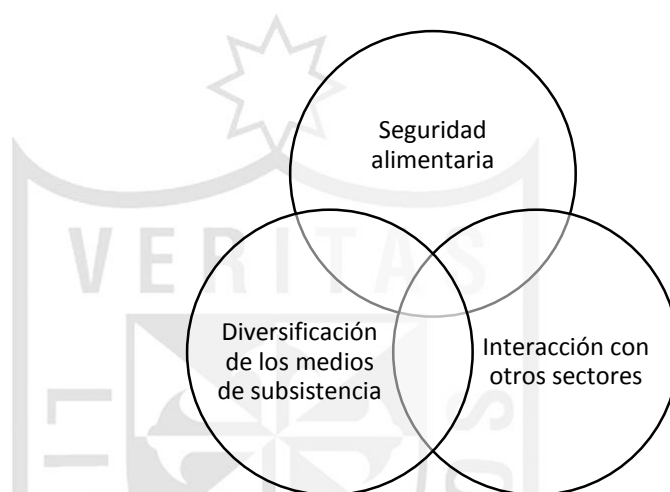 Seguridad
alimentaria
VERITAS
Diversificación
de los medios
de subsistencia
Interacción con
otros sectores